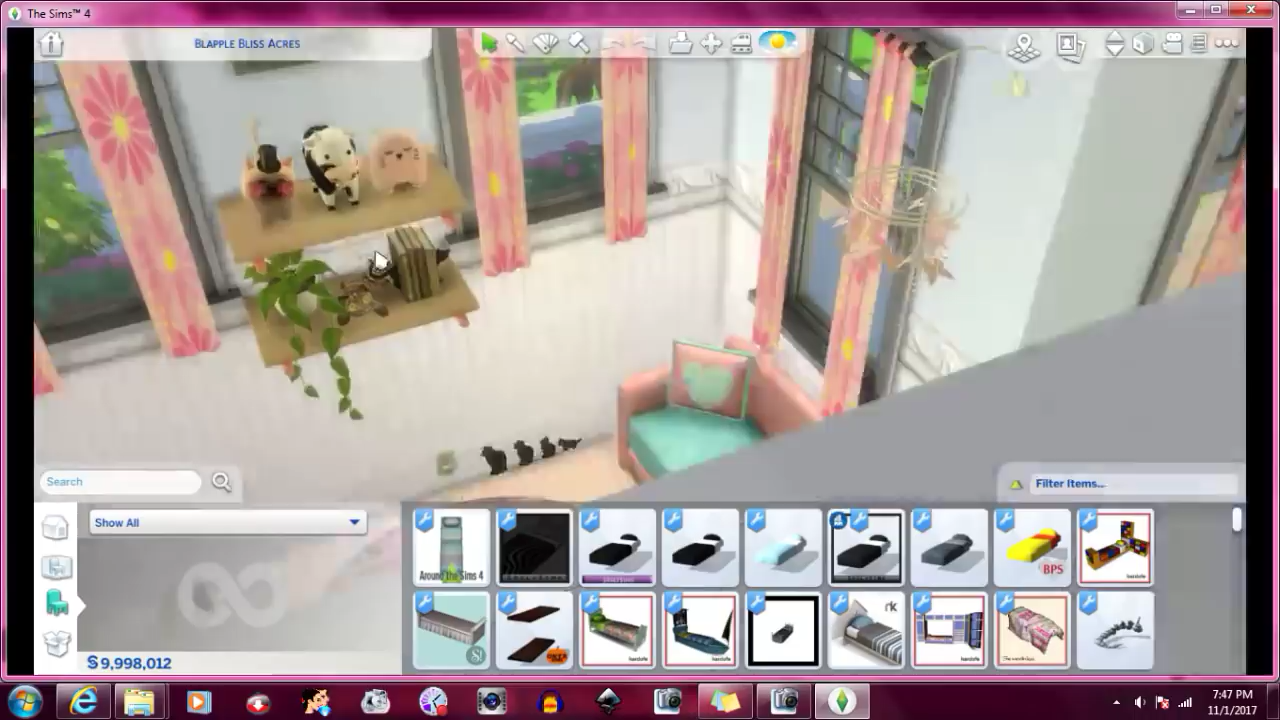 The Sims™ 4
BLAPPLE BLISS ACRES
Search
Filter Items...
Show All
Around the Sims 4
BPS
rk
$9,998,012
7:47 PM
11/1/2017